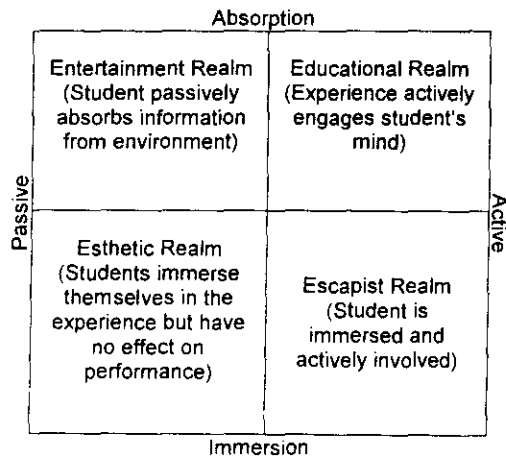 Absorption
Entertainment Realm
(Student passively
absorbs information
from environment)
Educational Realm
(Experience actively
engages student's
mind)
Passive
Active
Esthetic Realm
(Students immerse
themselves in the
experience but have
no effect on
performance)
Escapist Realm
(Student is
immersed and
actively involved)
Immersion